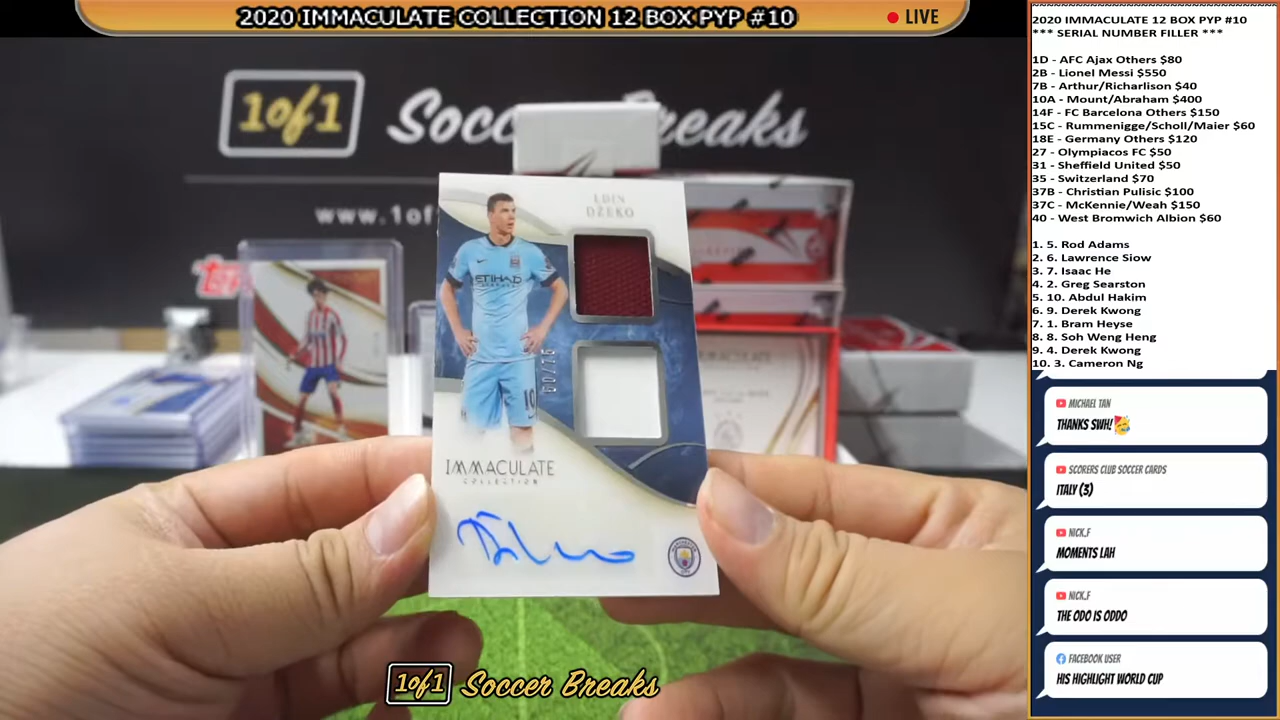 2020 IMMACULATE COLLECTION 12 BOX PYP #10
LIVE
1of1 Soccer Breaks
www.1of
EDIN
DŽEKO
ETIHAD
10
IMMACULATE
COLLECTION
1of1 Soccer Breaks
2020 IMMACULATE 12 BOX PYP #10
*** SERIAL NUMBER FILLER ***
1D - AFC Ajax Others $80
2B - Lionel Messi $550
7B - Arthur/Richarlison $40
10A - Mount/Abraham $400
14F - FC Barcelona Others $150
15C - Rummenigge/Scholl/Maier $60
18E - Germany Others $120
27 - Olympiacos FC $50
31 - Sheffield United $50
35 - Switzerland $70
37B - Christian Pulisic $100
37C - McKennie/Weah $150
40 - West Bromwich Albion $60
1. 5. Rod Adams
2. 6. Lawrence Siow
3. 7. Isaac He
4. 2. Greg Searston
5. 10. Abdul Hakim
6. 9. Derek Kwong
7. 1. Bram Heyse
8. 8. Soh Weng Heng
9. 4. Derek Kwong
10. 3. Cameron Ng
MICHAEL TAN
THANKS SWH!🥳
SCORERS CLUB SOCCER CARDS
ITALY (3)
NICK.F
MOMENTS LAH
NICK.F
THE ODO IS ODDO
FACEBOOK USER
HIS HIGHLIGHT WORLD CUP